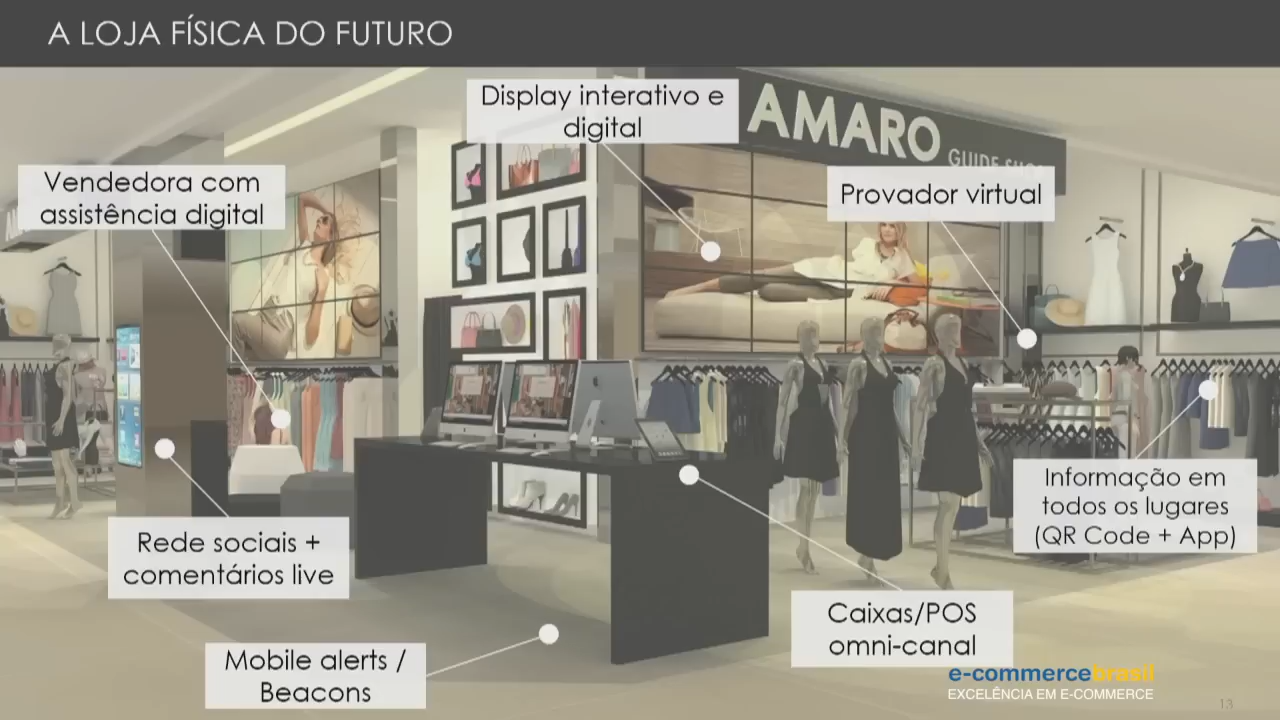 A LOJA FÍSICA DO FUTURO
Display interativo e
digital
AMARO
GUIDE SHOP
Vendedora com
assistência digital
Provador virtual
Informação em
todos os lugares
(QR Code + App)
Rede sociais +
comentários live
Caixas/POS
omni-canal
Mobile alerts /
Beacons
e-commercebrasil
EXCELÊNCIA EM E-COMMERCE
13